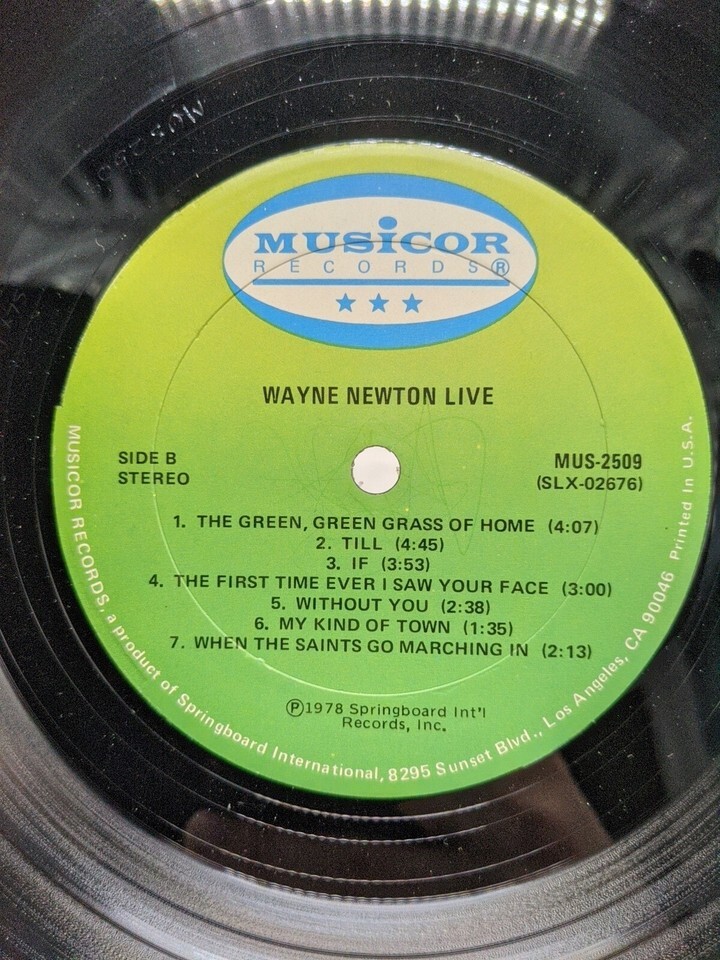 MUSiCOR
RECORDS®
WAYNE NEWTON LIVE
SIDE B
STEREO
MUS-2509
(SLX-02676)
1. THE GREEN, GREEN GRASS OF HOME (4:07)
2. TILL (4:45)
3. IF (3:53)
4. THE FIRST TIME EVER I SAW YOUR FACE (3:00)
5. WITHOUT YOU (2:38)
6. MY KIND OF TOWN (1:35)
7. WHEN THE SAINTS GO MARCHING IN (2:13)
℗1978 Springboard Int'l
Records, Inc.
MUSICOR RECORDS, a product of Springboard International, 8295 Sunset Blvd., Los Angeles, CA 90046 Printed In U.S.A.